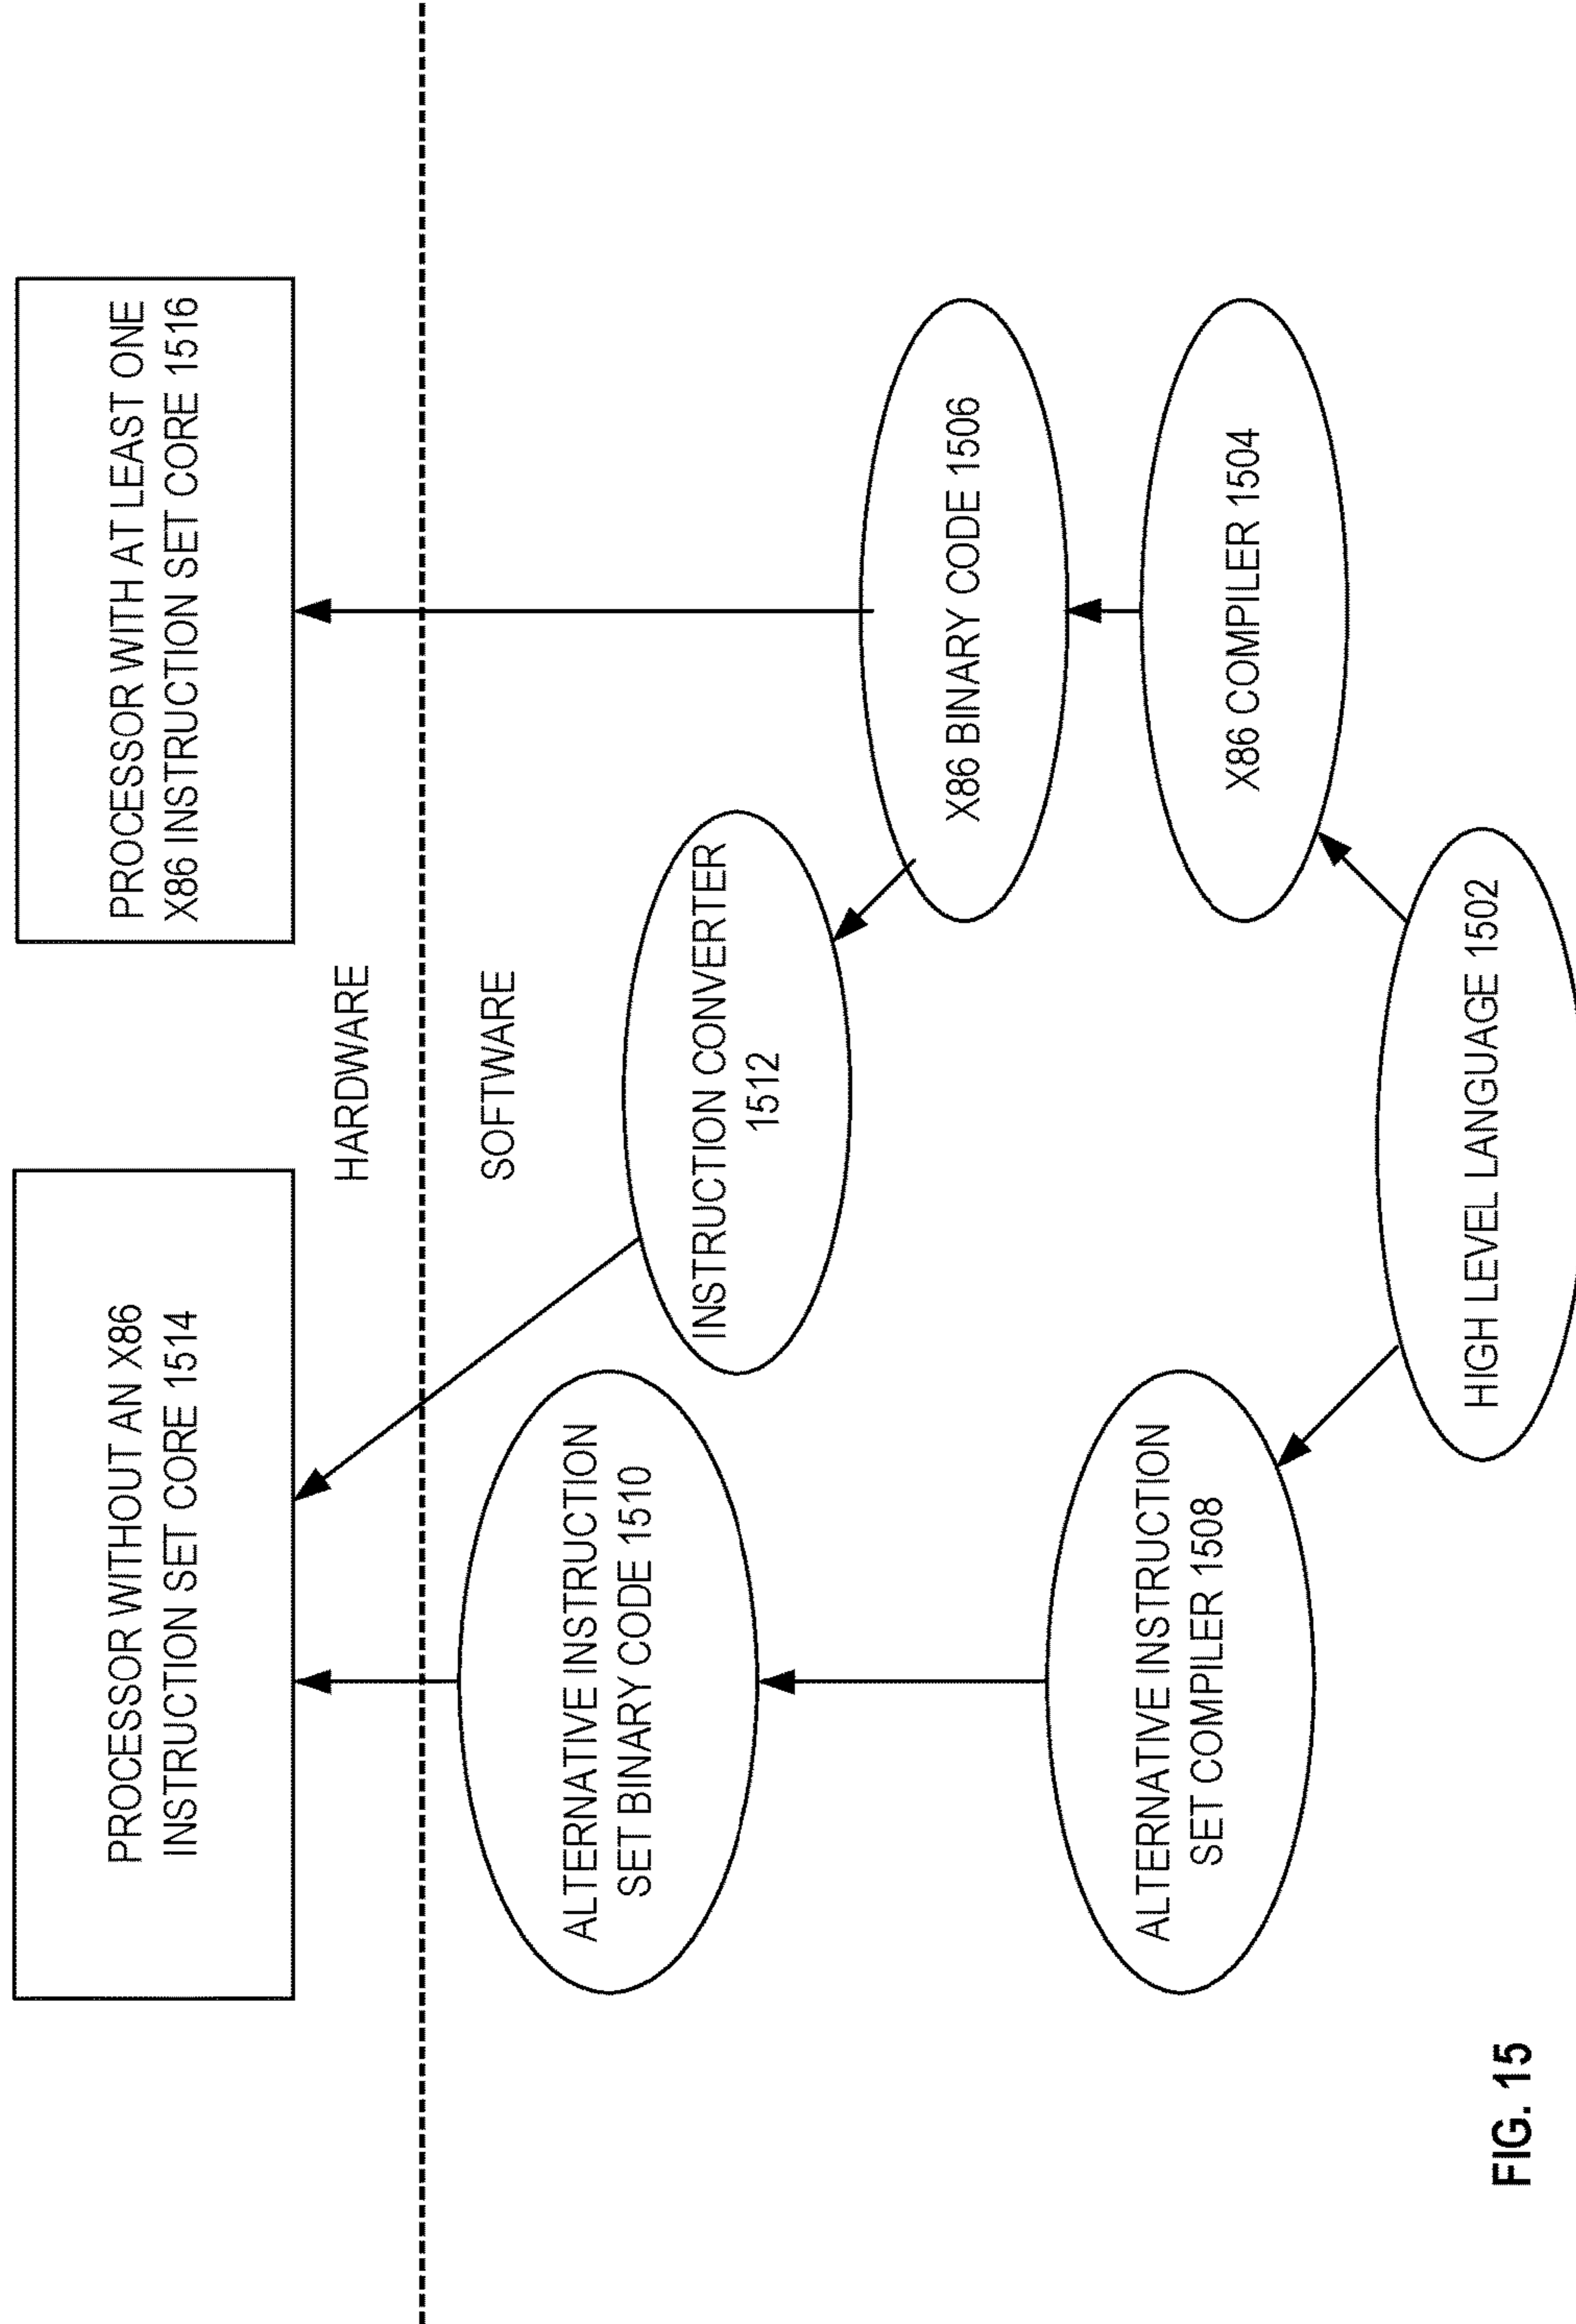 PROCESSOR WITHOUT AN X86
INSTRUCTION SET CORE 1514
PROCESSOR WITH AT LEAST ONE
X86 INSTRUCTION SET CORE 1516
HARDWARE
SOFTWARE
ALTERNATIVE INSTRUCTION
SET BINARY CODE 1510
INSTRUCTION CONVERTER
1512
X86 BINARY CODE 1506
ALTERNATIVE INSTRUCTION
SET COMPILER 1508
X86 COMPILER 1504
HIGH LEVEL LANGUAGE 1502
FIG. 15